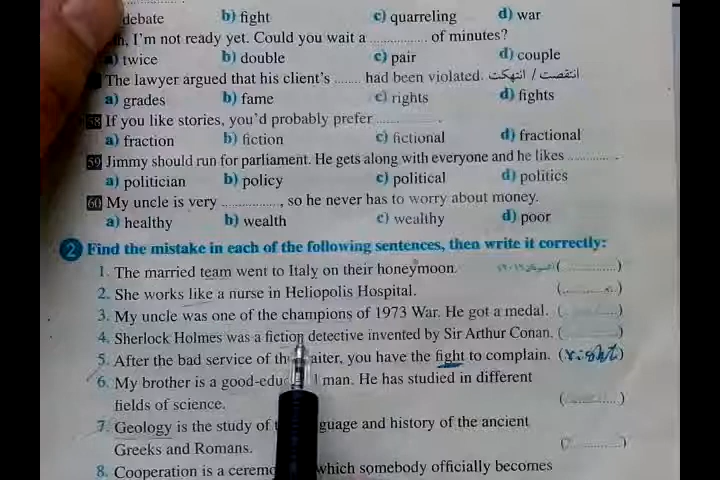 debate b) fight c) quarreling d) war
I'm not ready yet. Could you wait a ............... of minutes?
a) twice b) double c) pair d) couple
The lawyer argued that his client's ....... had been violated. انتقصت / انتهكت
a) grades b) fame c) rights d) fights
58 If you like stories, you'd probably prefer ................
a) fraction b) fiction c) fictional d) fractional
59 Jimmy should run for parliament. He gets along with everyone and he likes .............. .
a) politician b) policy c) political d) politics
60 My uncle is very ................, so he never has to worry about money.
a) healthy b) wealth c) wealthy d) poor
2 Find the mistake in each of the following sentences, then write it correctly:
1. The married team went to Italy on their honeymoon. (...............)
2. She works like a nurse in Heliopolis Hospital. (...............)
3. My uncle was one of the champions of 1973 War. He got a medal. (...............)
4. Sherlock Holmes was a fiction detective invented by Sir Arthur Conan. (...............)
5. After the bad service of the waiter, you have the fight to complain. (right)
6. My brother is a good-educ man. He has studied in different
fields of science. (...............)
7. Geology is the study of guage and history of the ancient
Greeks and Romans. (...............)
8. Cooperation is a ceremo which somebody officially becomes